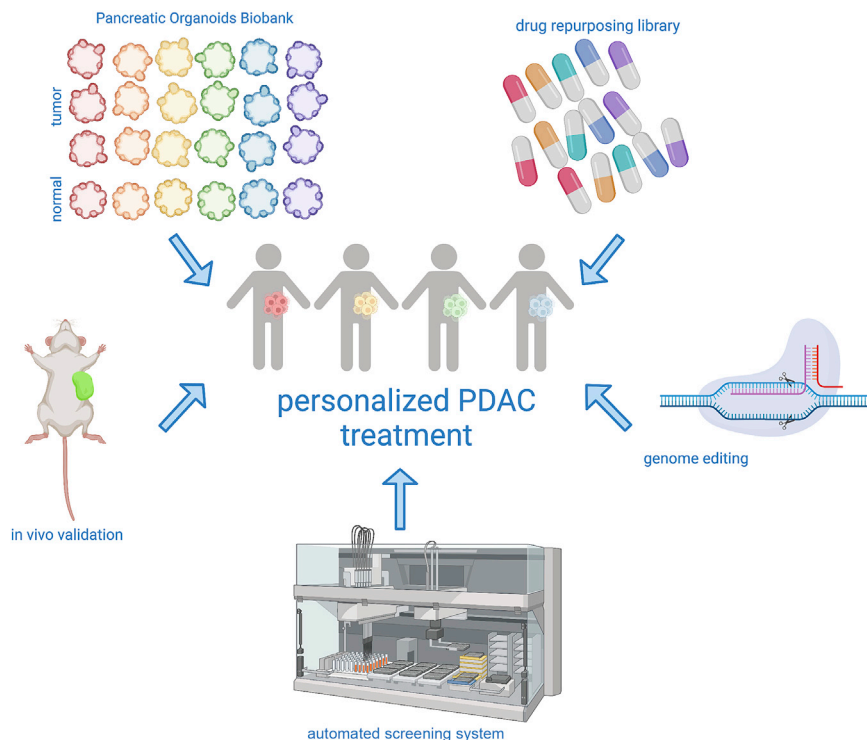 Pancreatic Organoids Biobank
drug repurposing library
tumor
normal
personalized PDAC
treatment
genome editing
in vivo validation
automated screening system